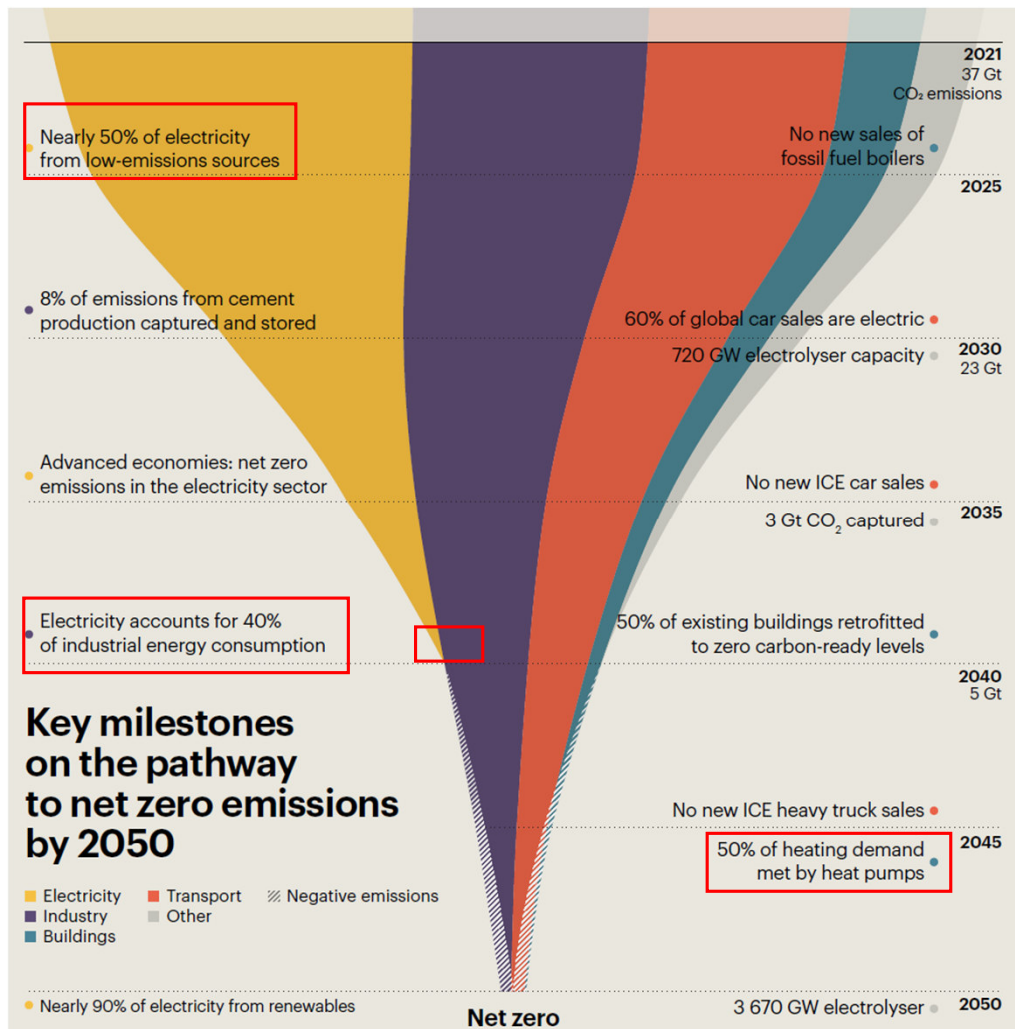 2021
37 Gt
CO₂ emissions
Nearly 50% of electricity
from low-emissions sources
No new sales of
fossil fuel boilers
2025
8% of emissions from cement
production captured and stored
60% of global car sales are electric
2030
23 Gt
720 GW electrolyser capacity
Advanced economies: net zero
emissions in the electricity sector
No new ICE car sales
2035
3 Gt CO₂ captured
Electricity accounts for 40%
of industrial energy consumption
50% of existing buildings retrofitted
to zero carbon-ready levels
2040
5 Gt
Key milestones
on the pathway
to net zero emissions
by 2050
No new ICE heavy truck sales
2045
50% of heating demand
met by heat pumps
Electricity
Transport
Negative emissions
Industry
Other
Buildings
Nearly 90% of electricity from renewables
3 670 GW electrolyser
2050
Net zero